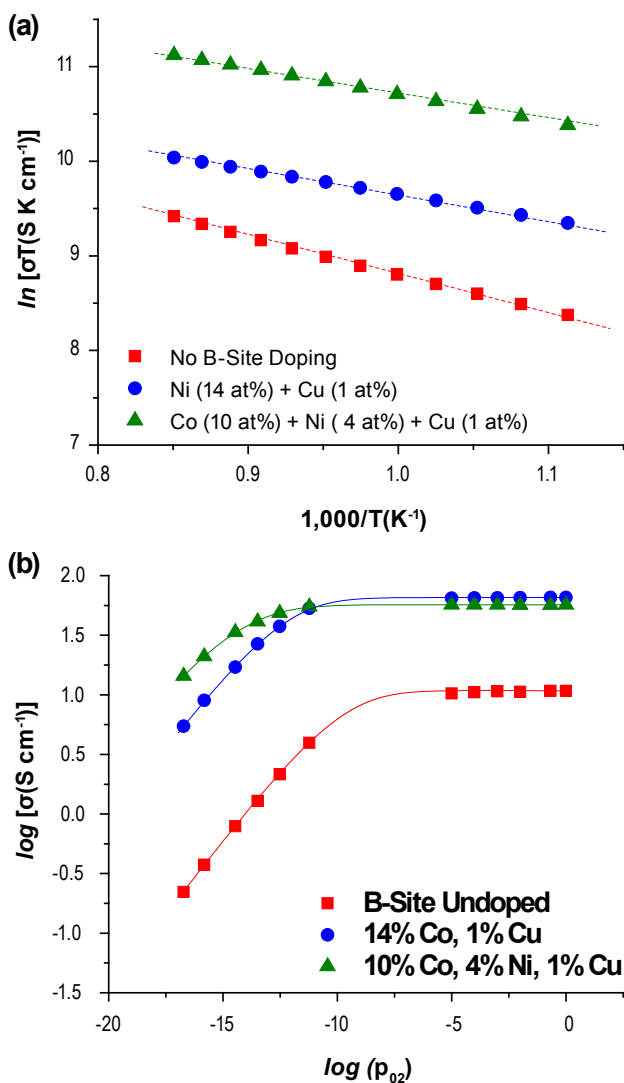 (a)
11
10
9
8
7
ln [σT(S K cm⁻¹)]
No B-Site Doping
Ni (14 at%) + Cu (1 at%)
Co (10 at%) + Ni ( 4 at%) + Cu (1 at%)
0.8 0.9 1.0 1.1
1,000/T(K⁻¹)
(b)
2.0
1.5
1.0
0.5
0.0
-0.5
-1.0
-1.5
log [σ(S cm⁻¹)]
B-Site Undoped
14% Co, 1% Cu
10% Co, 4% Ni, 1% Cu
-20 -15 -10 -5 0
log (p₀₂)